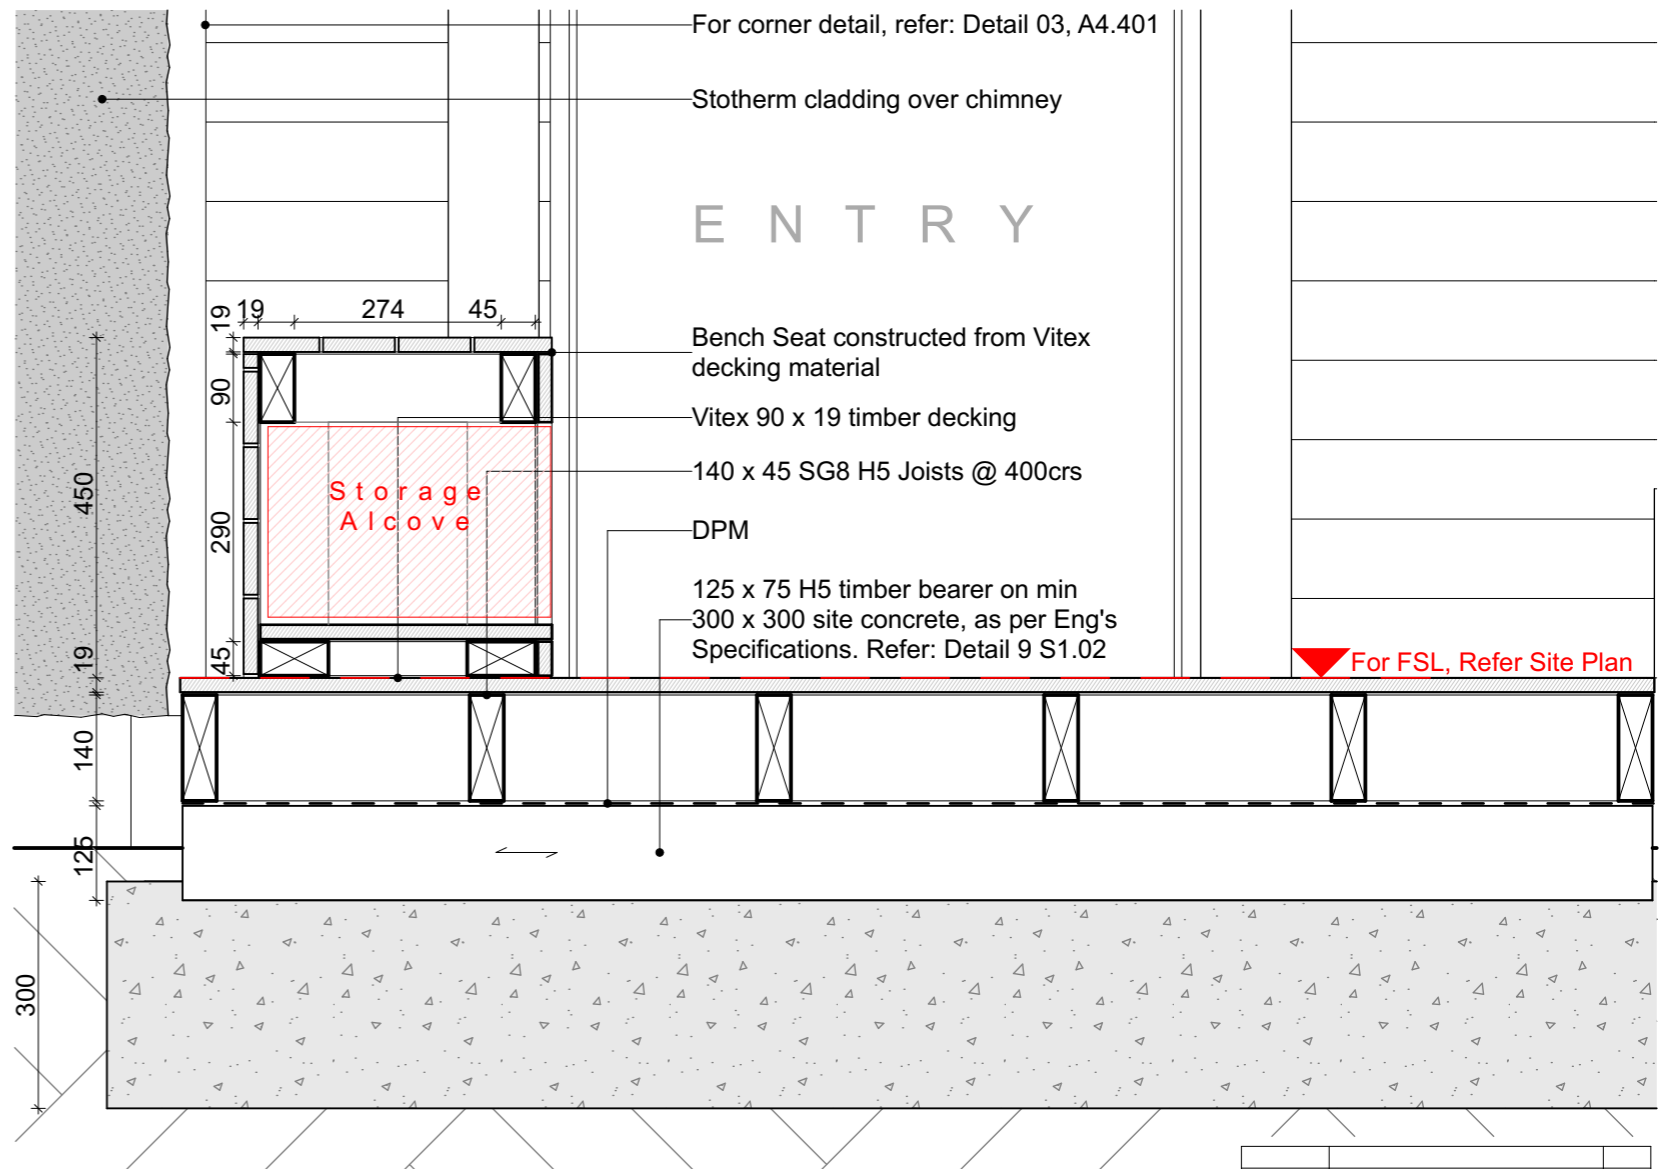 For corner detail, refer: Detail 03, A4.401
Stotherm cladding over chimney
ENTRY
19
19
274
45
Bench Seat constructed from Vitex
decking material
90
Vitex 90 x 19 timber decking
140 x 45 SG8 H5 Joists @ 400crs
450
Storage
Alcove
290
DPM
125 x 75 H5 timber bearer on min
300 x 300 site concrete, as per Eng's
Specifications. Refer: Detail 9 S1.02
19
45
For FSL, Refer Site Plan
140
125
300